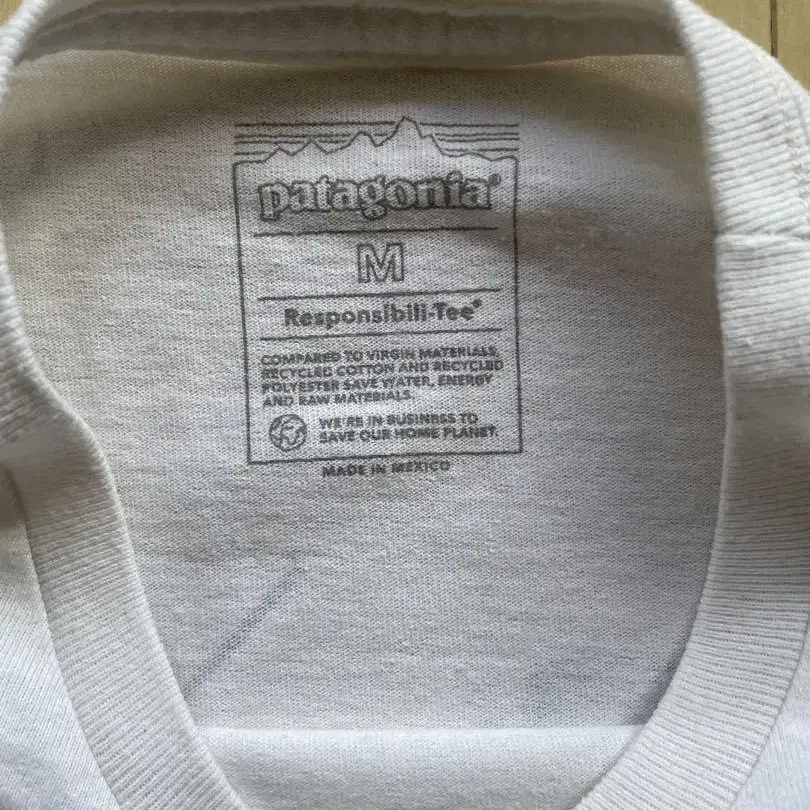 patagonia®
M
Responsibili-Tee®
COMPARED TO VIRGIN MATERIALS,
RECYCLED COTTON AND RECYCLED
POLYESTER SAVE WATER, ENERGY
AND RAW MATERIALS.
WE'RE IN BUSINESS TO
SAVE OUR HOME PLANET.
MADE IN MEXICO